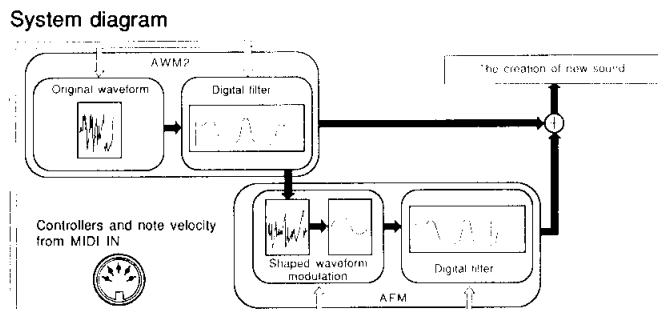 System diagram
AWM2
Original waveform
Digital filter
The creation of new sound
Controllers and note velocity
from MIDI IN
Shaped waveform
modulation
Digital filter
AFM